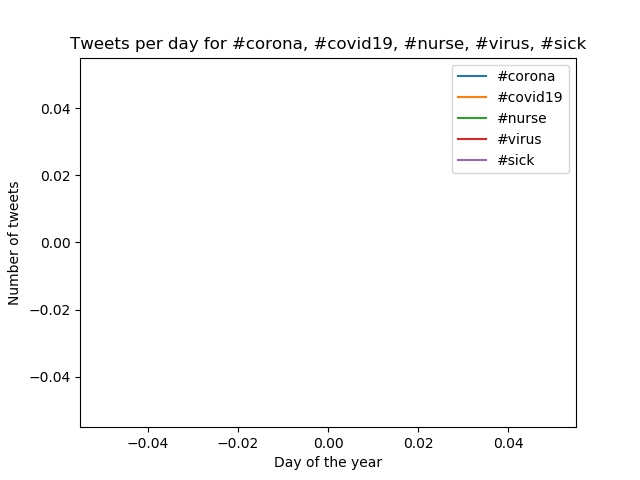 Tweets per day for #corona, #covid19, #nurse, #virus, #sick
#corona
#covid19
#nurse
#virus
#sick
Number of tweets
0.04
0.02
0.00
−0.02
−0.04
−0.04
−0.02
0.00
0.02
0.04
Day of the year